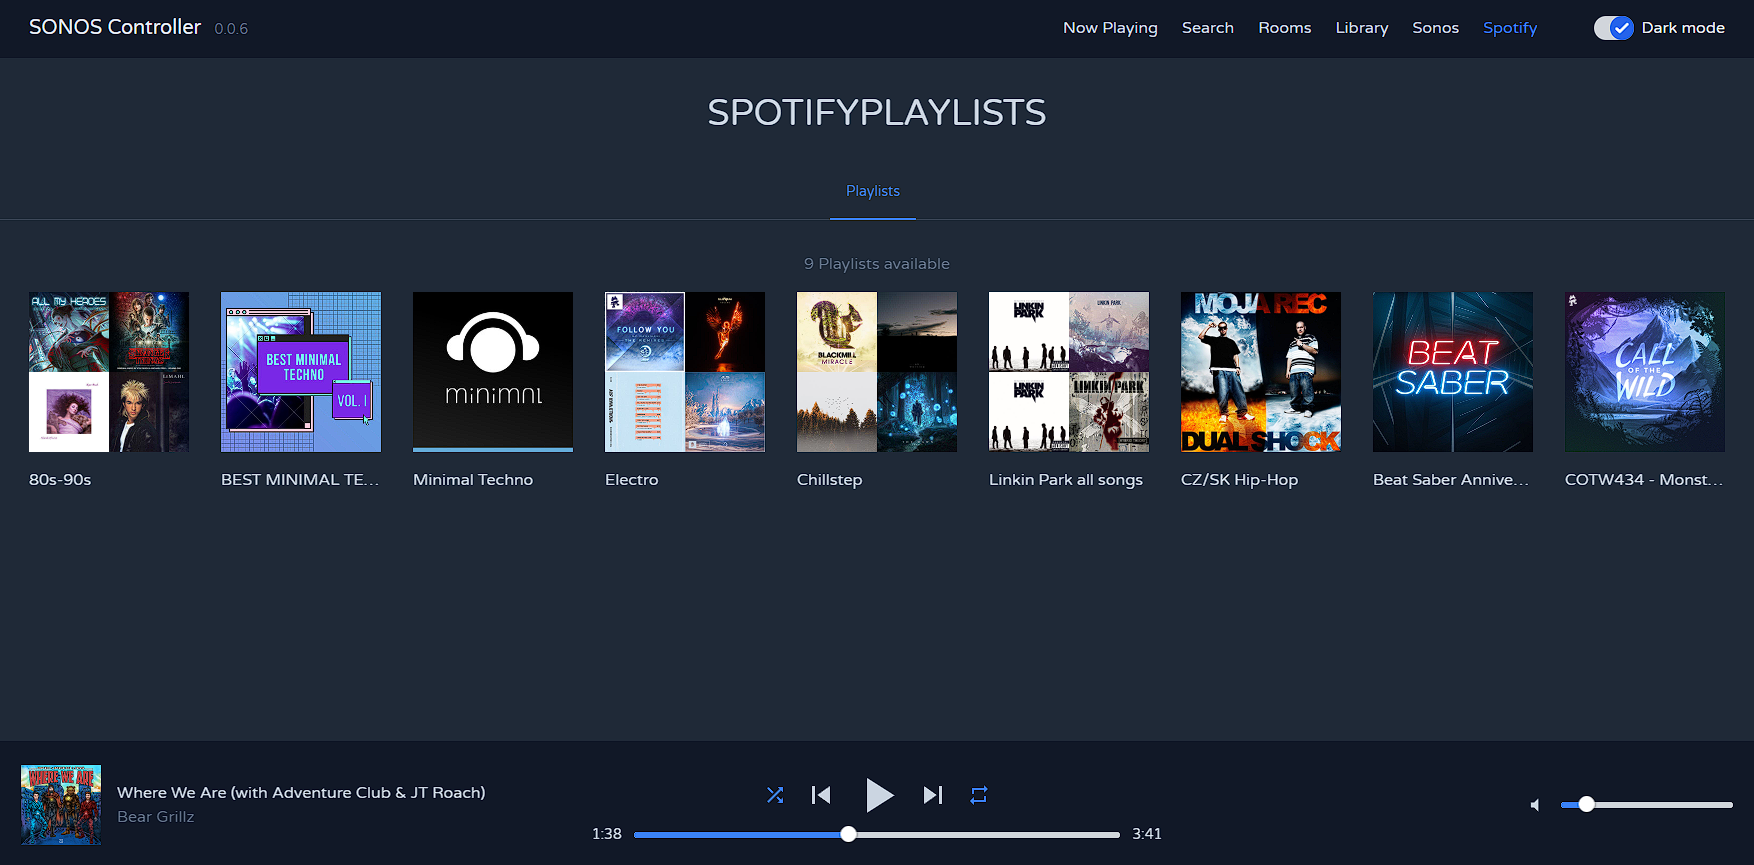 SONOS Controller 0.0.6
Now Playing Search Rooms Library Sonos Spotify Dark mode
SPOTIFYPLAYLISTS
Playlists
9 Playlists available
ALL MY HEROES
BEST MINIMAL
TECHNO
VOL. I
minimal
FOLLOW YOU
THE REMIXES
BLACKMILL
MIRACLE
LINKIN
PARK
LINKIN PARK
LINKIN
PARK
LINKIN PARK
MOJA REC
DUAL SHOCK
BEAT
SABER
CALL
OF THE
WILD
80s-90s
BEST MINIMAL TE...
Minimal Techno
Electro
Chillstep
Linkin Park all songs
CZ/SK Hip-Hop
Beat Saber Annive...
COTW434 - Monst...
WHERE WE ARE
Where We Are (with Adventure Club & JT Roach)
Bear Grillz
1:38
3:41